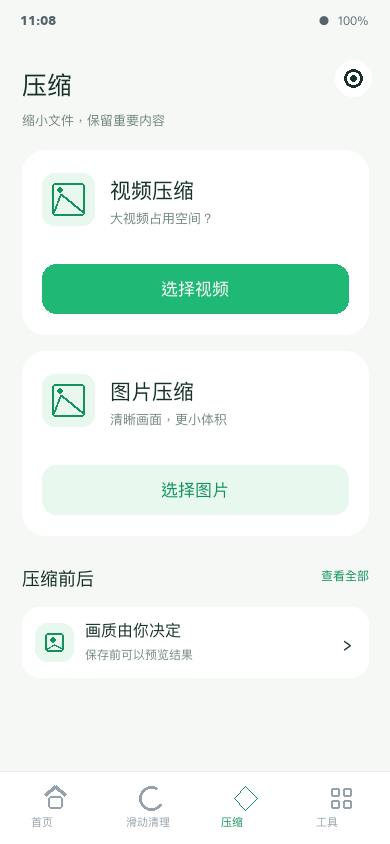 11:08
100%
压缩
缩小文件，保留重要内容
视频压缩
大视频占用空间？
选择视频
图片压缩
清晰画面，更小体积
选择图片
压缩前后
查看全部
画质由你决定
保存前可以预览结果
首页
滑动清理
压缩
工具